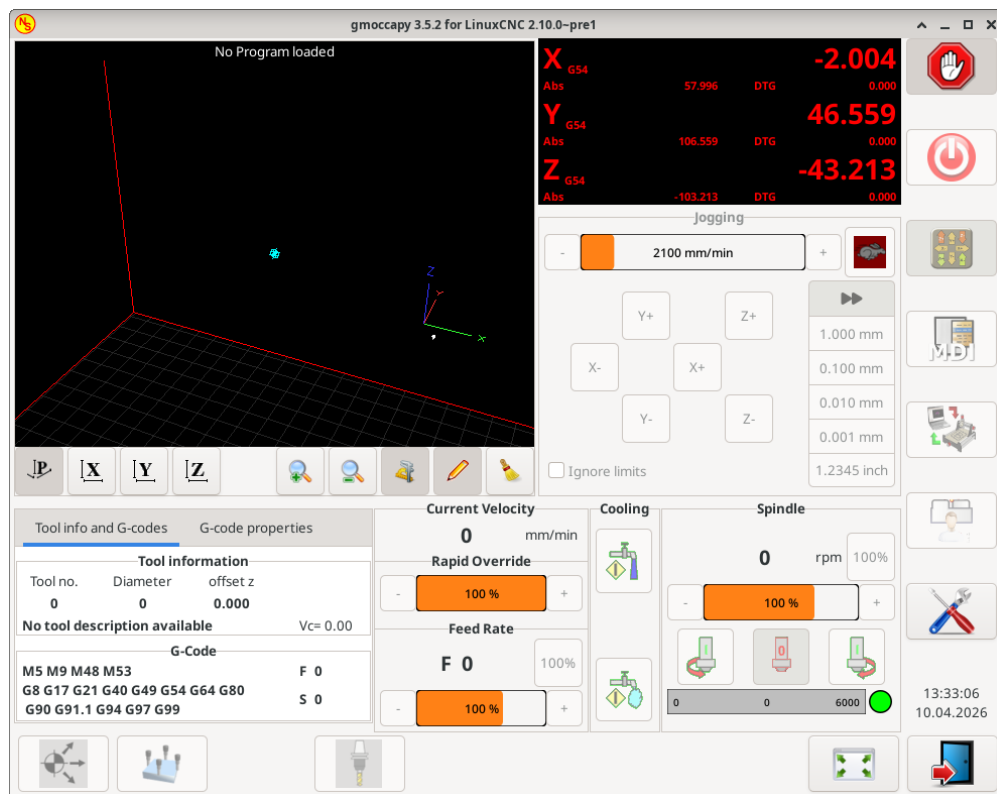 gmoccapy 3.5.2 for LinuxCNC 2.10.0~pre1
No Program loaded
X G54 -2.004
Abs 57.996 DTG 0.000
Y G54 46.559
Abs 106.559 DTG 0.000
Z G54 -43.213
Abs -103.213 DTG 0.000
Z
Y
X
P
X
Y
Z
Jogging
- 2100 mm/min +
Y+ Z+
X- X+
Y- Z-
1.000 mm
0.100 mm
0.010 mm
0.001 mm
1.2345 inch
Ignore limits
MDI
Tool info and G-codes G-code properties
Tool information
Tool no. Diameter offset z
0 0 0.000
No tool description available Vc= 0.00
G-Code
M5 M9 M48 M53 F 0
G8 G17 G21 G40 G49 G54 G64 G80
G90 G91.1 G94 G97 G99 S 0
Current Velocity
0 mm/min
Rapid Override
- 100 % +
Feed Rate
F 0 100%
- 100 % +
Cooling
Spindle
0 rpm 100%
- 100 % +
I 0 I
0 0 6000
13:33:06
10.04.2026